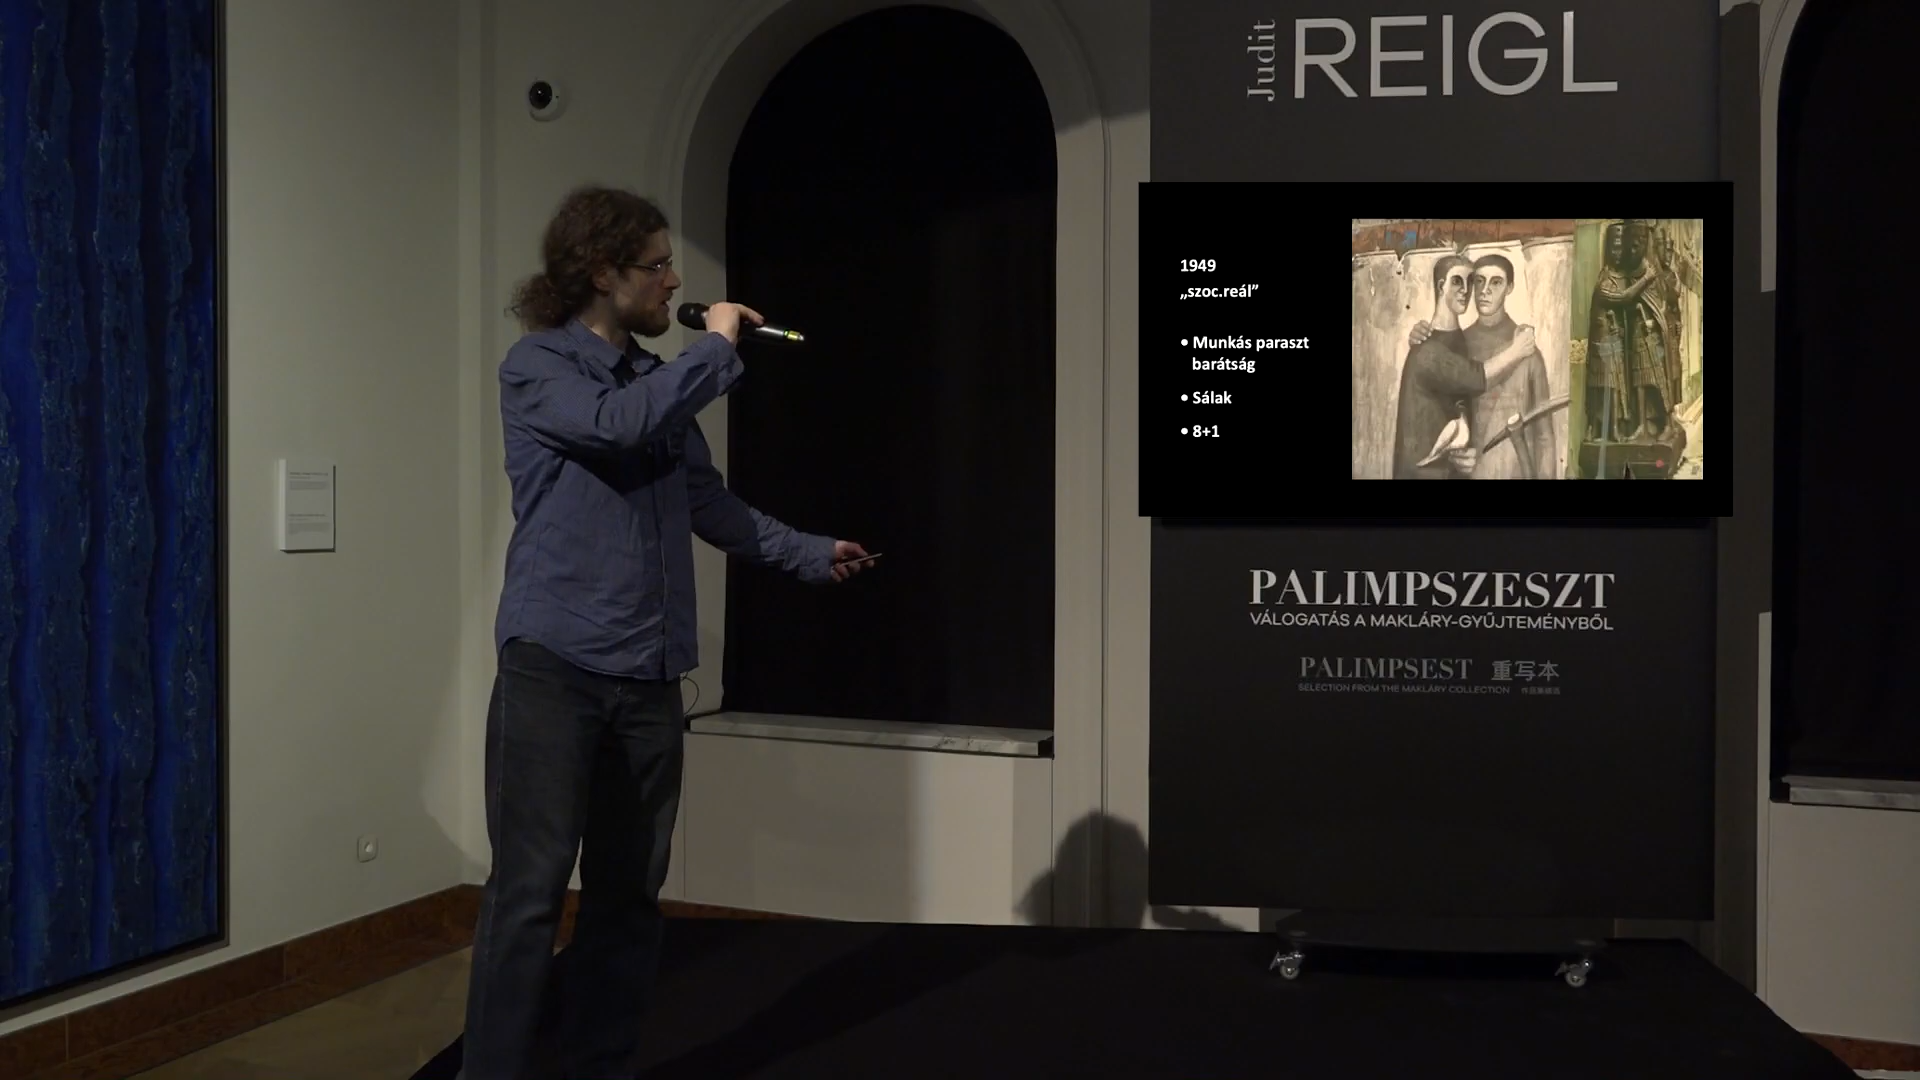 Judit
REIGL
1949
„szoc.reál”
• Munkás paraszt
barátság
• Sálak
• 8+1
PALIMPSZESZT
VÁLOGATÁS A MAKLÁRY-GYŰJTEMÉNYBŐL
PALIMPSEST 重写本
SELECTION FROM THE MAKLÁRY COLLECTION